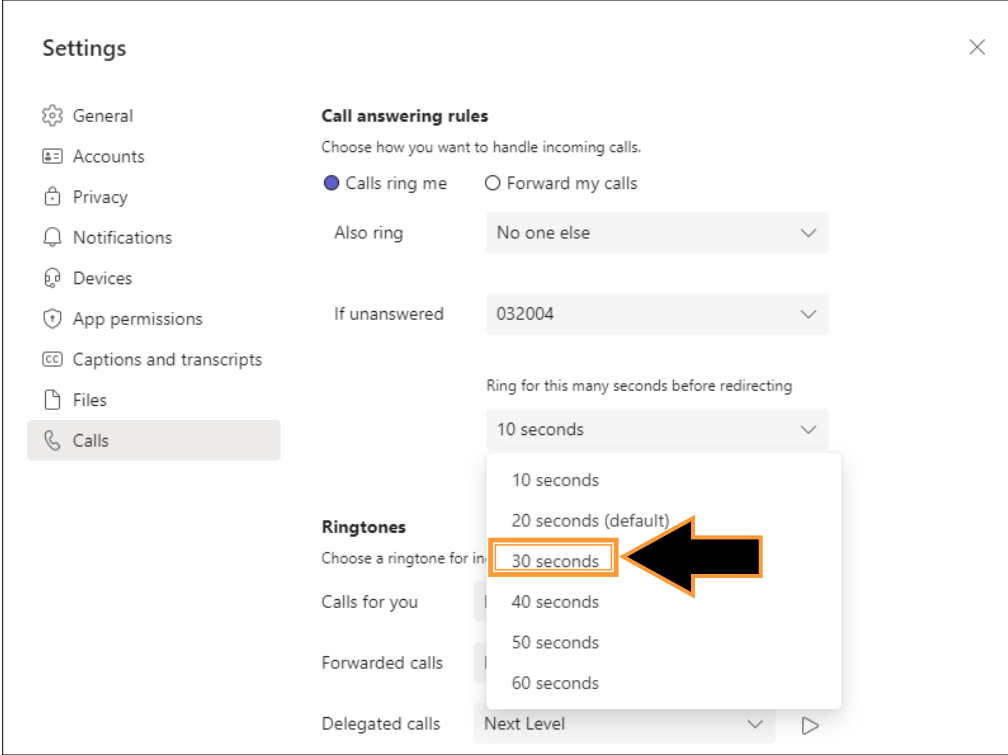 Settings
General
Accounts
Privacy
Notifications
Devices
App permissions
CC Captions and transcripts
Files
Calls
Call answering rules
Choose how you want to handle incoming calls.
Calls ring me Forward my calls
Also ring No one else
If unanswered 032004
Ring for this many seconds before redirecting
10 seconds
10 seconds
20 seconds (default)
30 seconds
40 seconds
50 seconds
60 seconds
Ringtones
Choose a ringtone for
Calls for you
Forwarded calls
Delegated calls Next Level